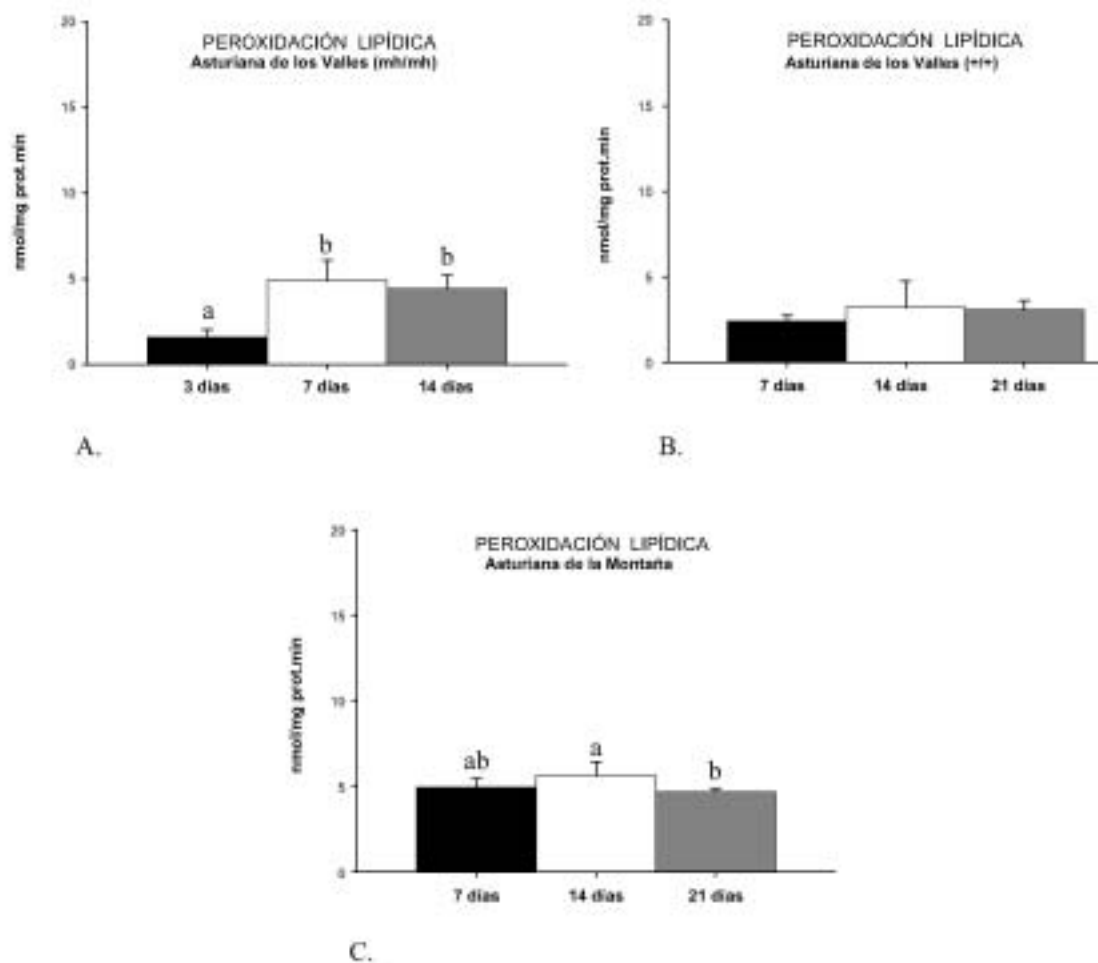 20
15
10
5
0
nmol/mg prot.min
PEROXIDACIÓN LIPÍDICA
Asturiana de los Valles (mh/mh)
a
b
b
3 días
7 días
14 días
A.
20
15
10
5
0
nmol/mg prot.min
PEROXIDACIÓN LIPÍDICA
Asturiana de los Valles (+/+)
7 días
14 días
21 días
B.
20
15
10
5
0
nmol/mg prot.min
PEROXIDACIÓN LIPÍDICA
Asturiana de la Montaña
ab
a
b
7 días
14 días
21 días
C.